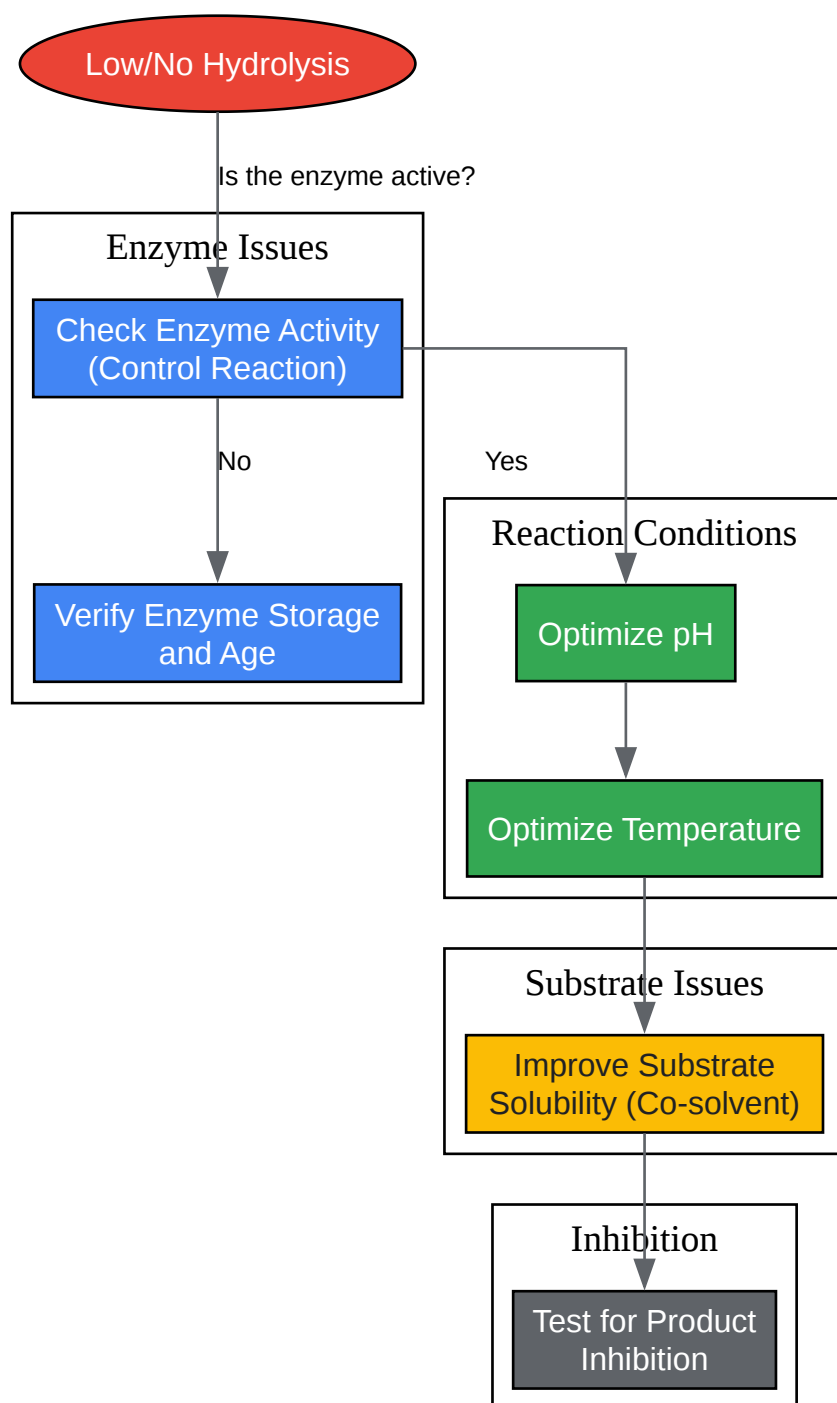 Low/No Hydrolysis
Is the enzyme active?
Enzyme Issues
Check Enzyme Activity
(Control Reaction)
No
Yes
Verify Enzyme Storage
and Age
Reaction Conditions
Optimize pH
Optimize Temperature
Substrate Issues
Improve Substrate
Solubility (Co-solvent)
Inhibition
Test for Product
Inhibition